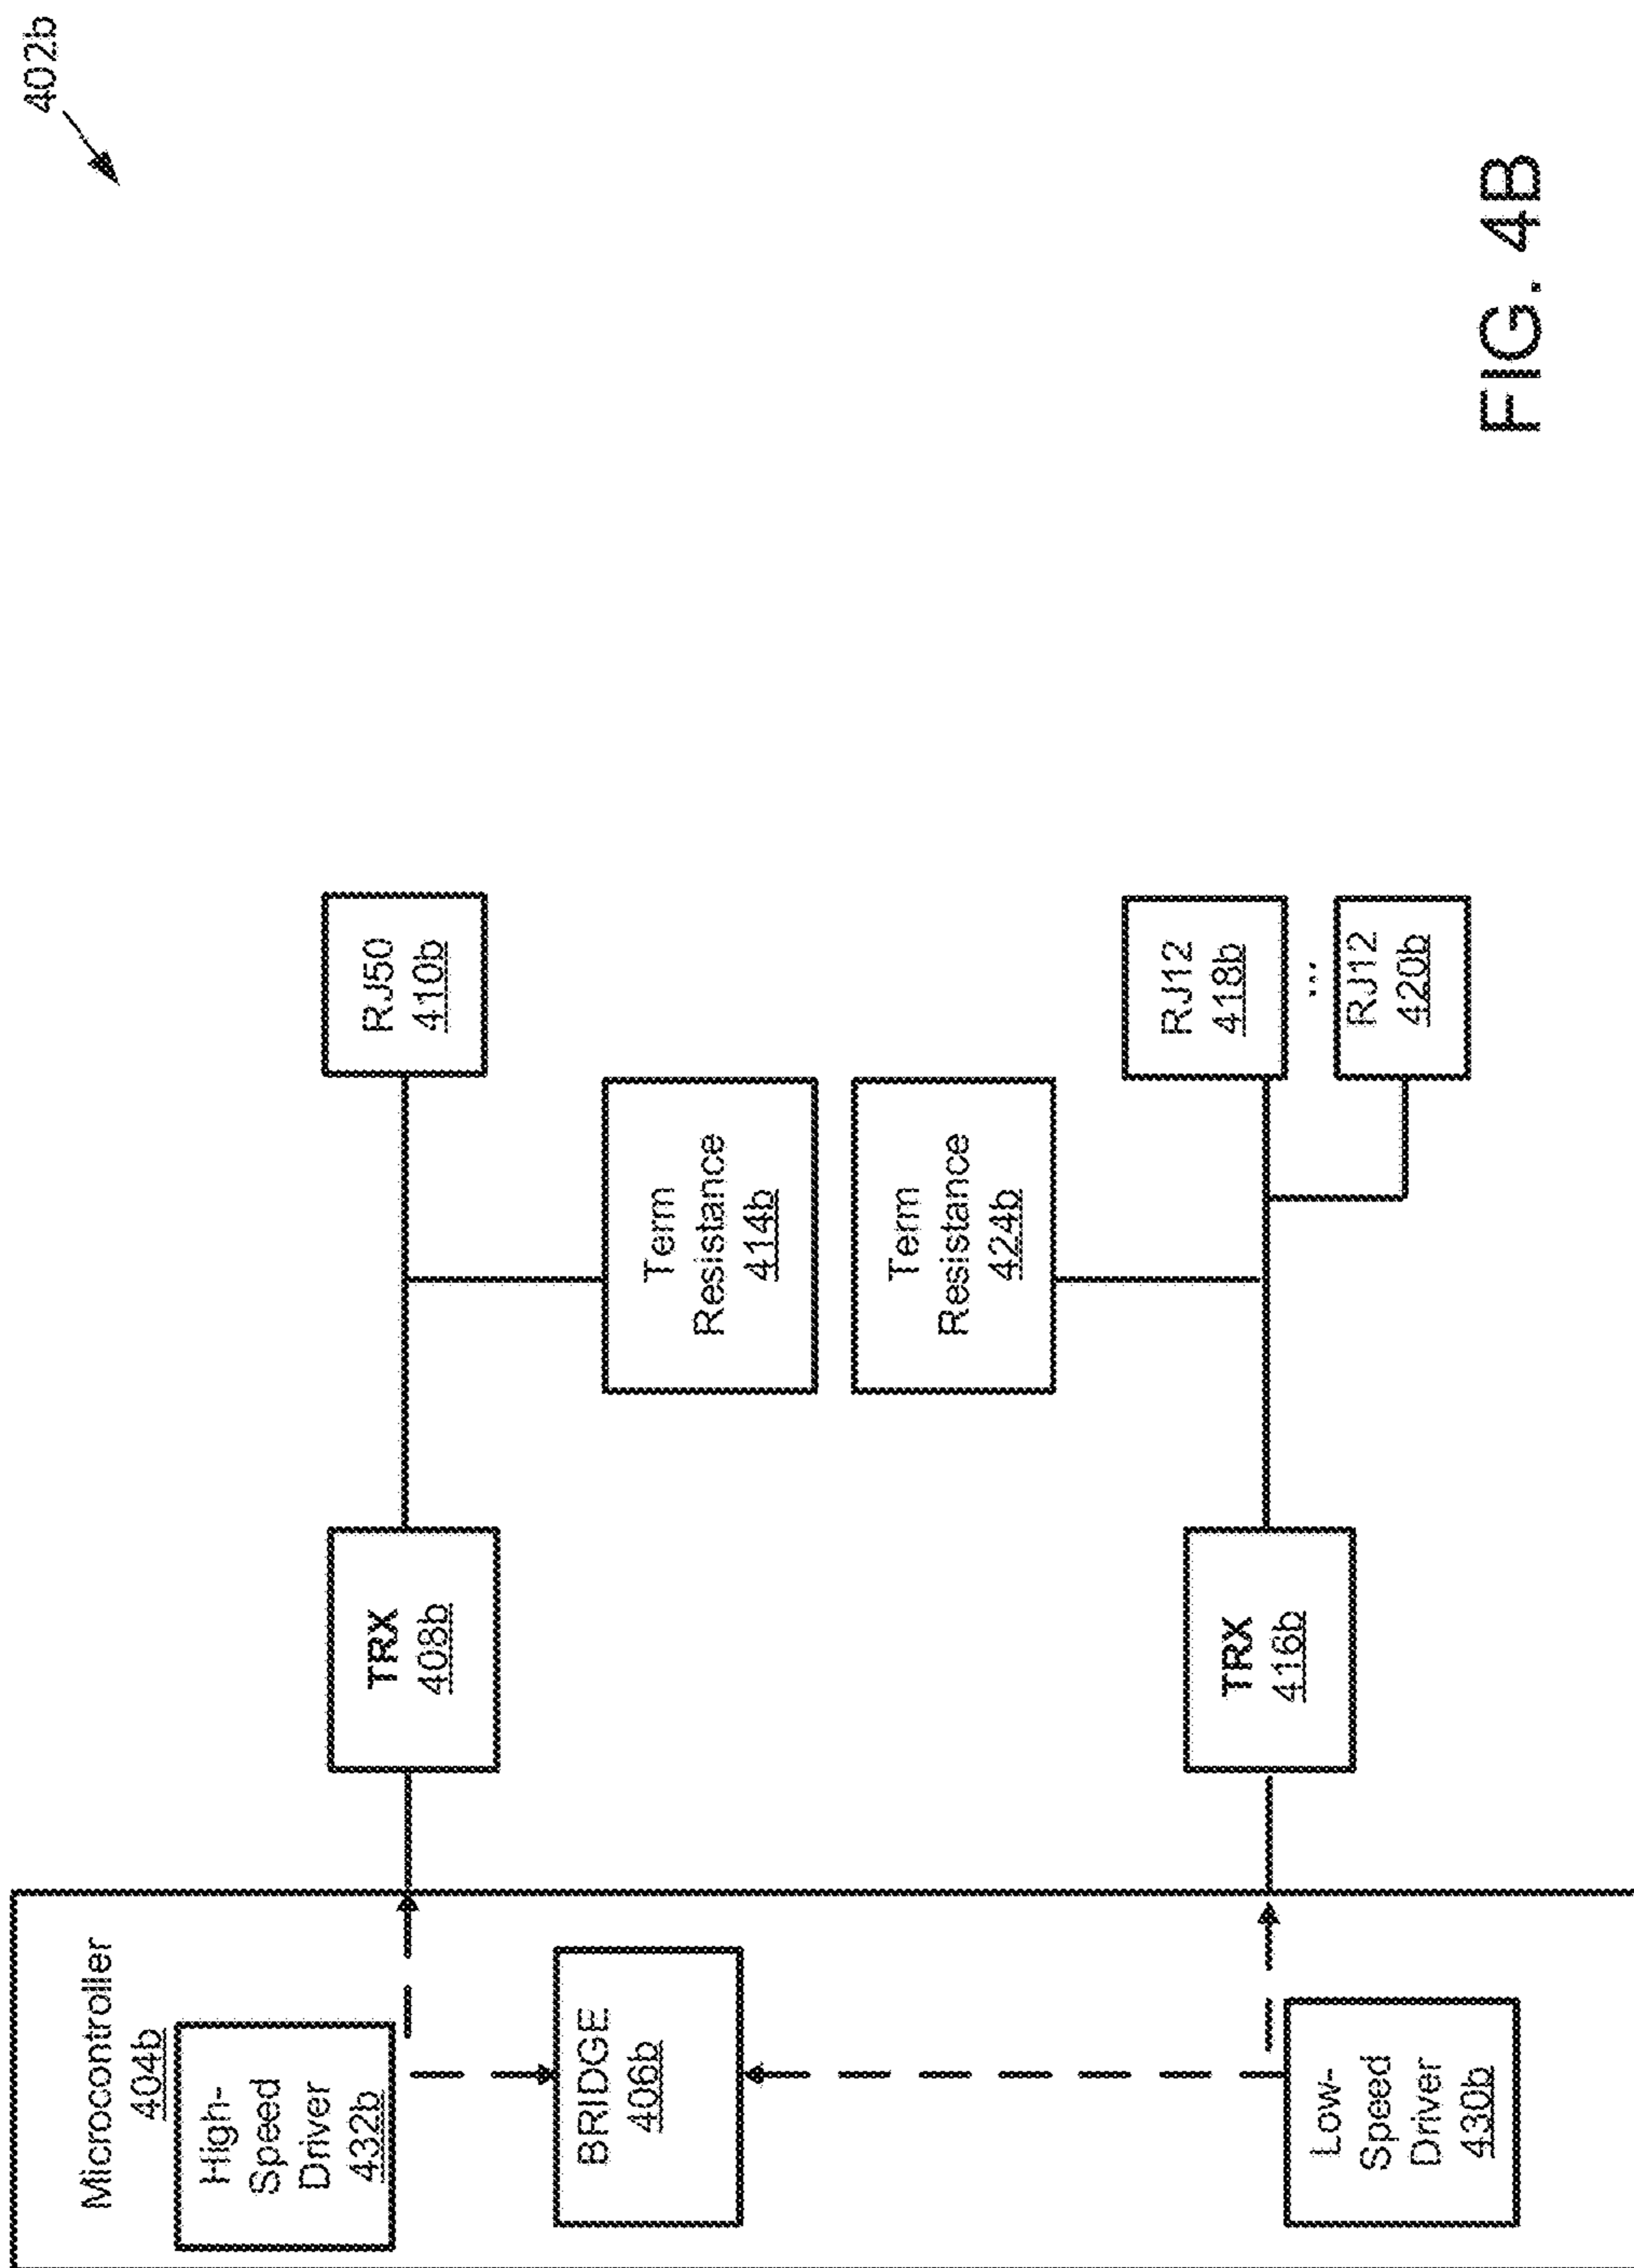 402b
Microcontroller
404b
High-
Speed
Driver
432b
BRIDGE
406b
Low-
Speed
Driver
430b
TRX
408b
TRX
416b
Term
Resistance
414b
Term
Resistance
424b
RJ50
410b
RJ12
418b
...
RJ12
420b
FIG. 4B